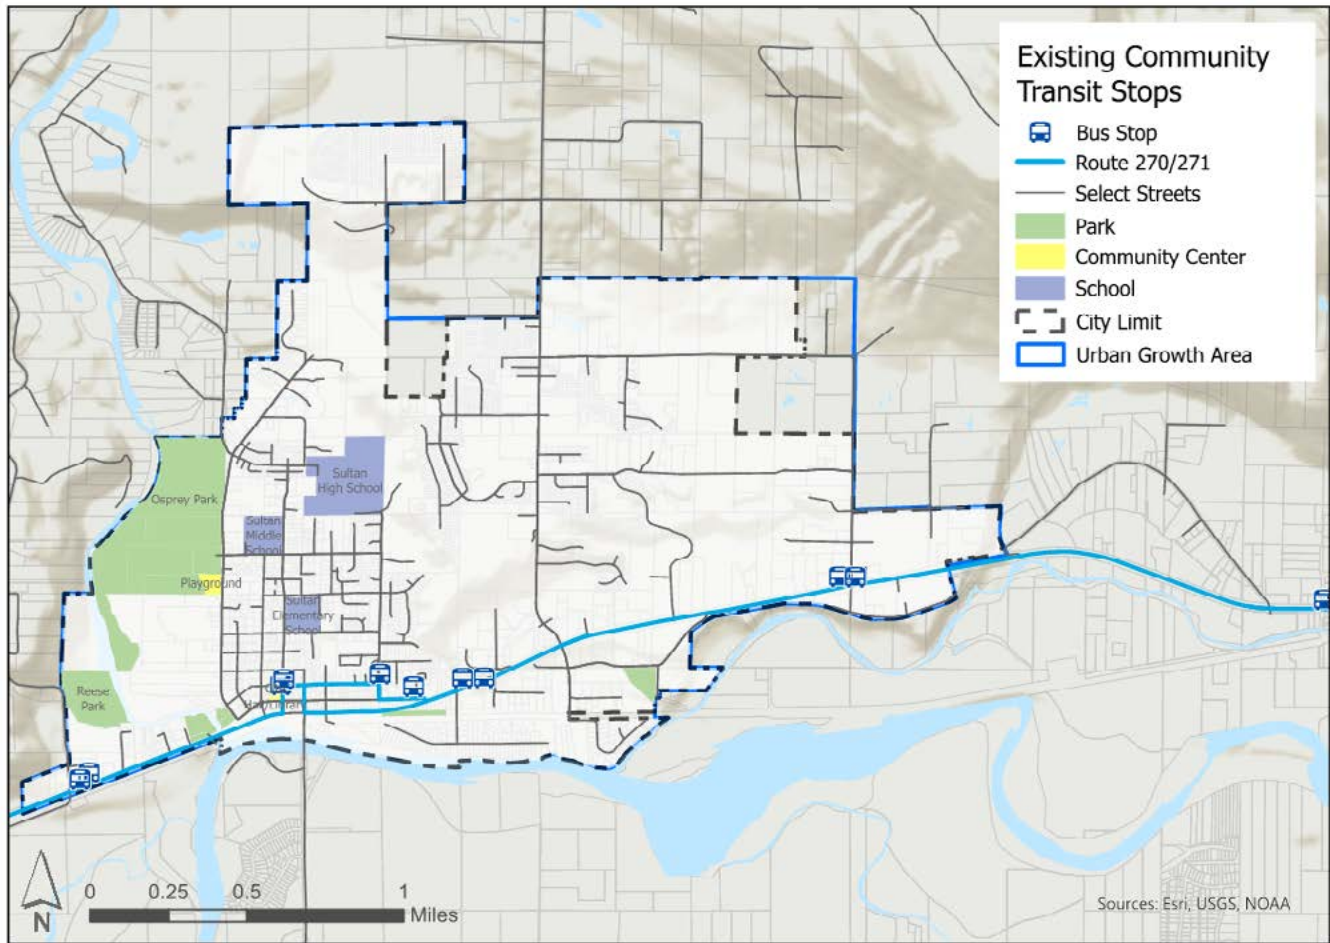 Existing Community
Transit Stops
Bus Stop
Route 270/271
Select Streets
Park
Community Center
School
City Limit
Urban Growth Area
Sultan
High School
Osprey Park
Sultan
Middle
School
Playground
Sultan
Elementary
School
Reese
Park
0 0.25 0.5 1
Miles
N
Sources: Esri, USGS, NOAA